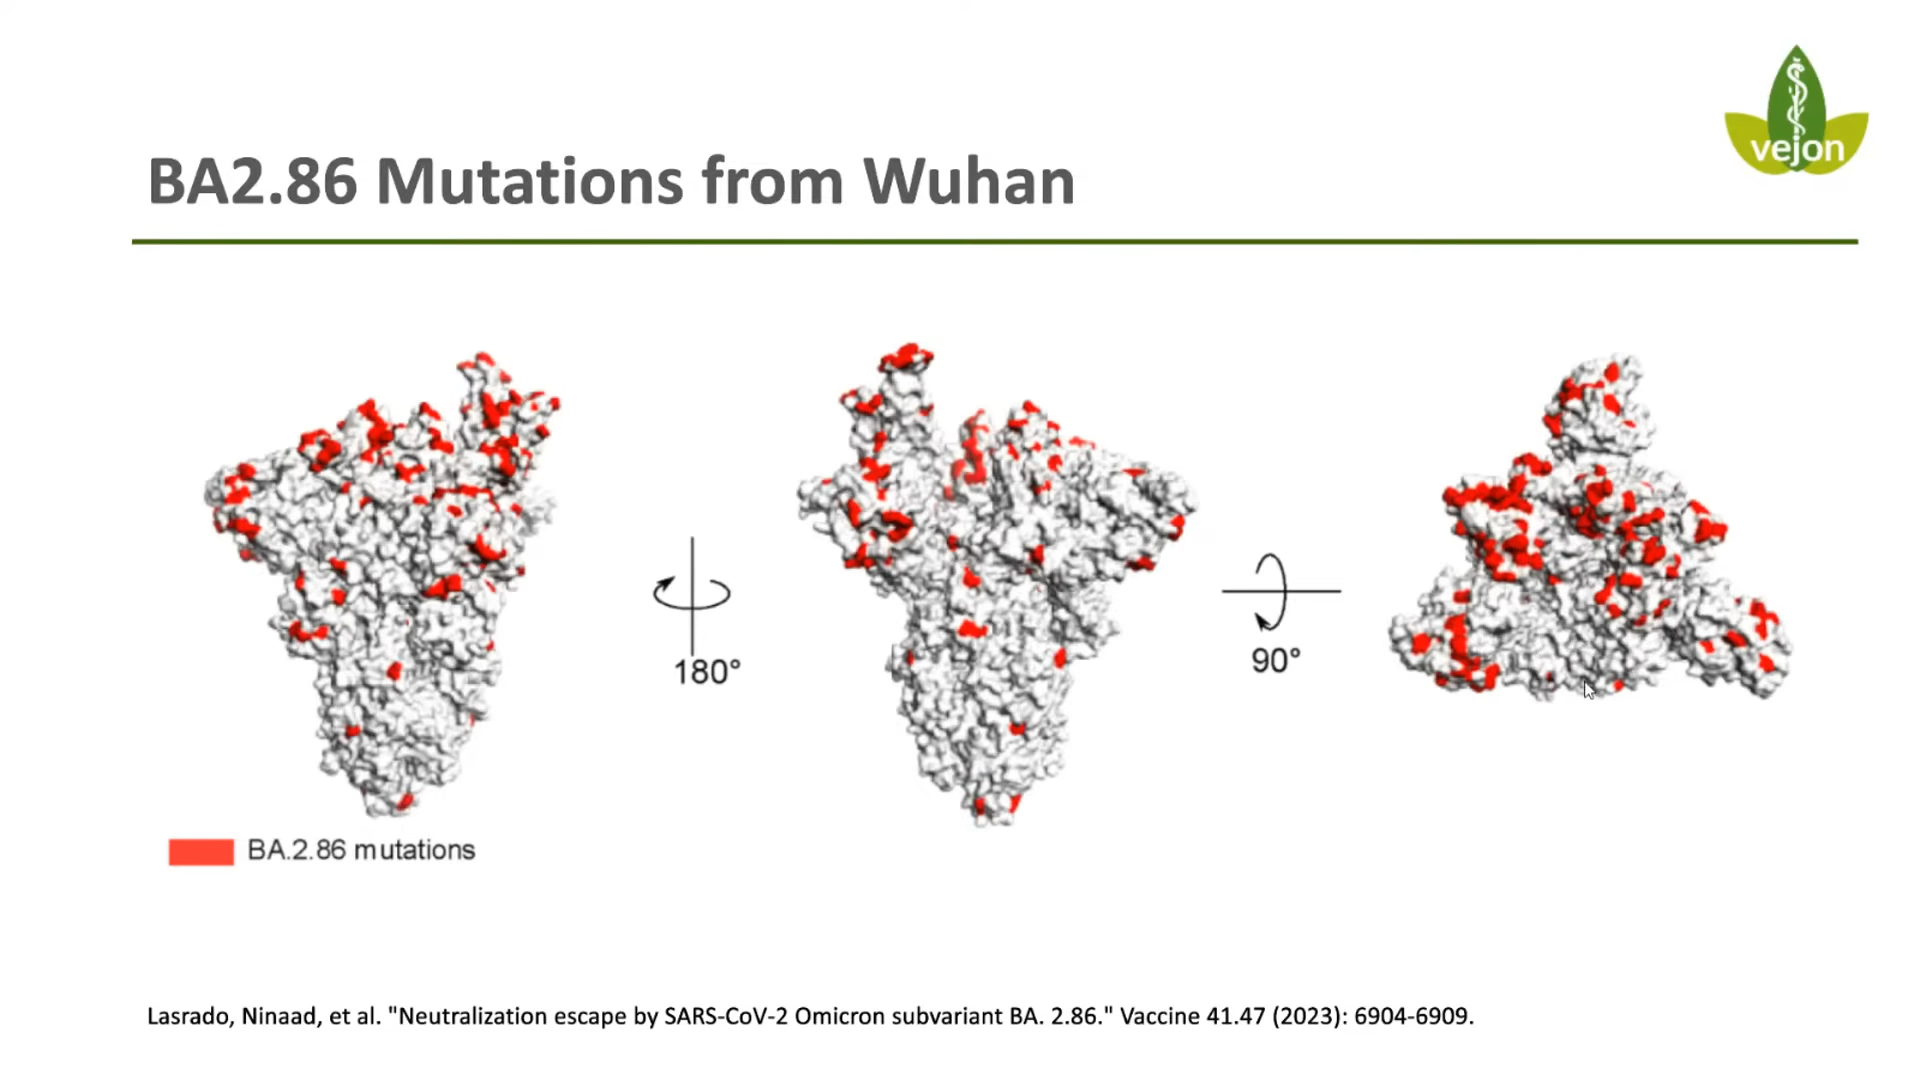 vejon
BA2.86 Mutations from Wuhan
180°
90°
BA.2.86 mutations
Lasrado, Ninaad, et al. "Neutralization escape by SARS-CoV-2 Omicron subvariant BA. 2.86." Vaccine 41.47 (2023): 6904-6909.